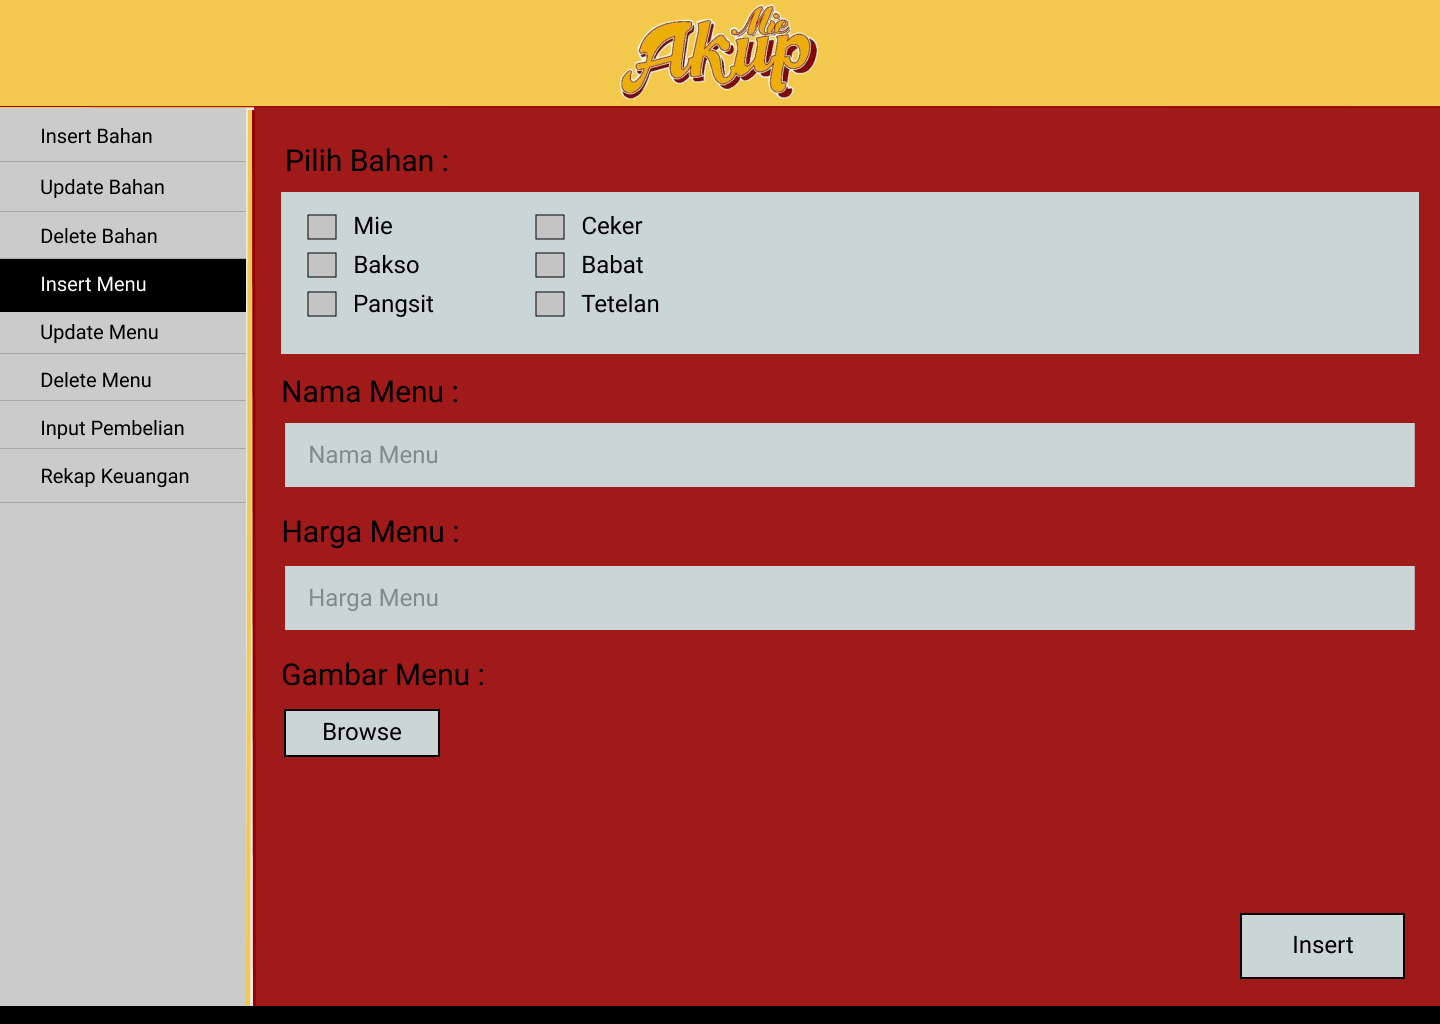 Mie
Akup
Insert Bahan
Update Bahan
Delete Bahan
Insert Menu
Update Menu
Delete Menu
Input Pembelian
Rekap Keuangan
Pilih Bahan :
Mie Ceker
Bakso Babat
Pangsit Tetelan
Nama Menu :
Nama Menu
Harga Menu :
Harga Menu
Gambar Menu :
Browse
Insert